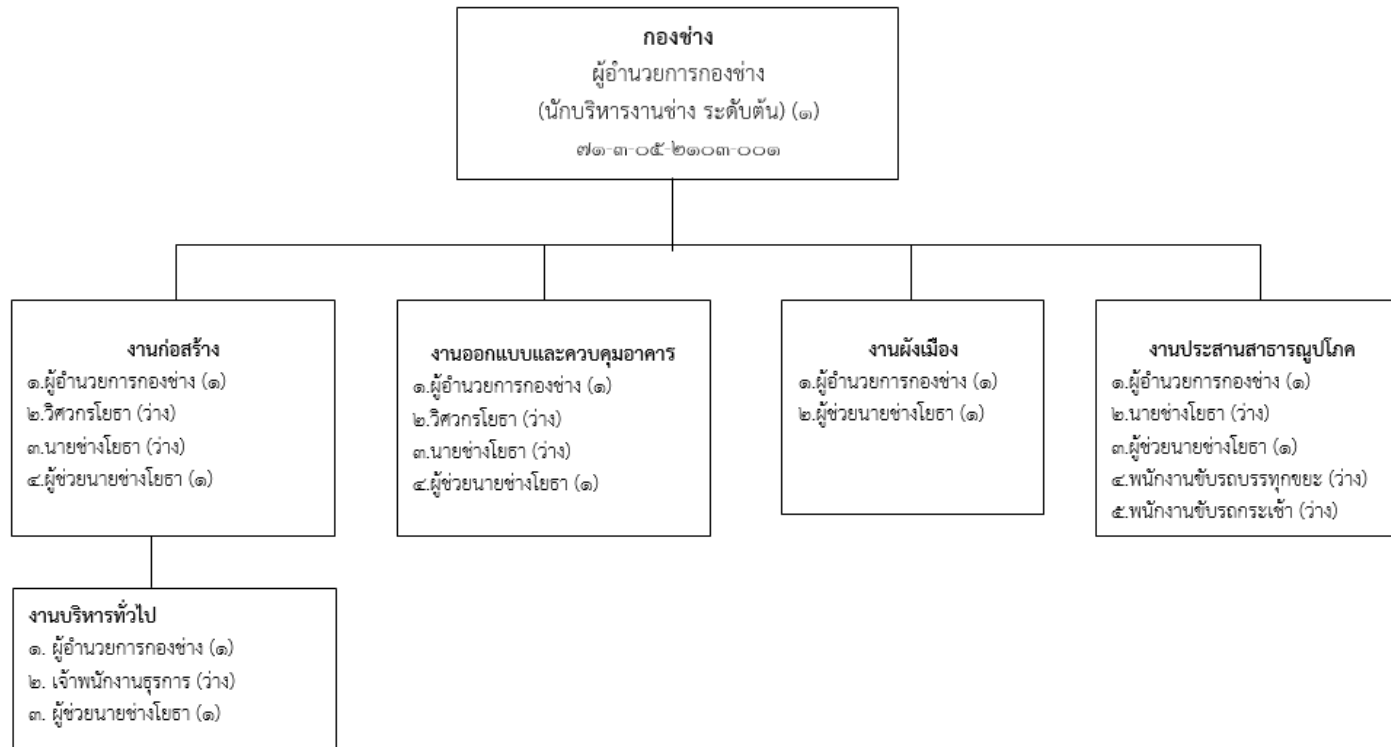 กองช่าง
ผู้อำนวยการกองช่าง
(นักบริหารงานช่าง ระดับต้น) (๑)
๗๑-๓-๐๕-๒๑๐๓-๐๐๑
งานก่อสร้าง
๑.ผู้อำนวยการกองช่าง (๑)
๒.วิศวกรโยธา (ว่าง)
๓.นายช่างโยธา (ว่าง)
๔.ผู้ช่วยนายช่างโยธา (๑)
งานออกแบบและควบคุมอาคาร
๑.ผู้อำนวยการกองช่าง (๑)
๒.วิศวกรโยธา (ว่าง)
๓.นายช่างโยธา (ว่าง)
๔.ผู้ช่วยนายช่างโยธา (๑)
งานผังเมือง
๑.ผู้อำนวยการกองช่าง (๑)
๒.ผู้ช่วยนายช่างโยธา (๑)
งานประสานสาธารณูปโภค
๑.ผู้อำนวยการกองช่าง (๑)
๒.นายช่างโยธา (ว่าง)
๓.ผู้ช่วยนายช่างโยธา (๑)
๔.พนักงานขับรถบรรทุกขยะ (ว่าง)
๕.พนักงานขับรถกระเช้า (ว่าง)
งานบริหารทั่วไป
๑. ผู้อำนวยการกองช่าง (๑)
๒. เจ้าพนักงานธุรการ (ว่าง)
๓. ผู้ช่วยนายช่างโยธา (๑)